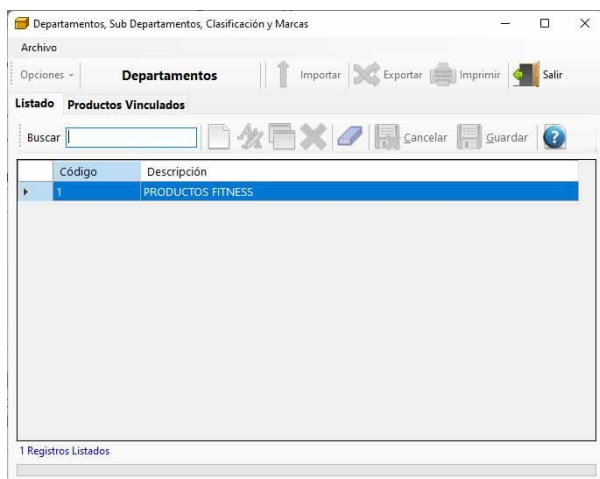 Departamentos, Sub Departamentos, Clasificación y Marcas
Archivo
Opciones Departamentos Importar Exportar Imprimir Salir
Listado Productos Vinculados
Buscar Cancelar Guardar
Código Descripción
1 PRODUCTOS FITNESS
1 Registros Listados